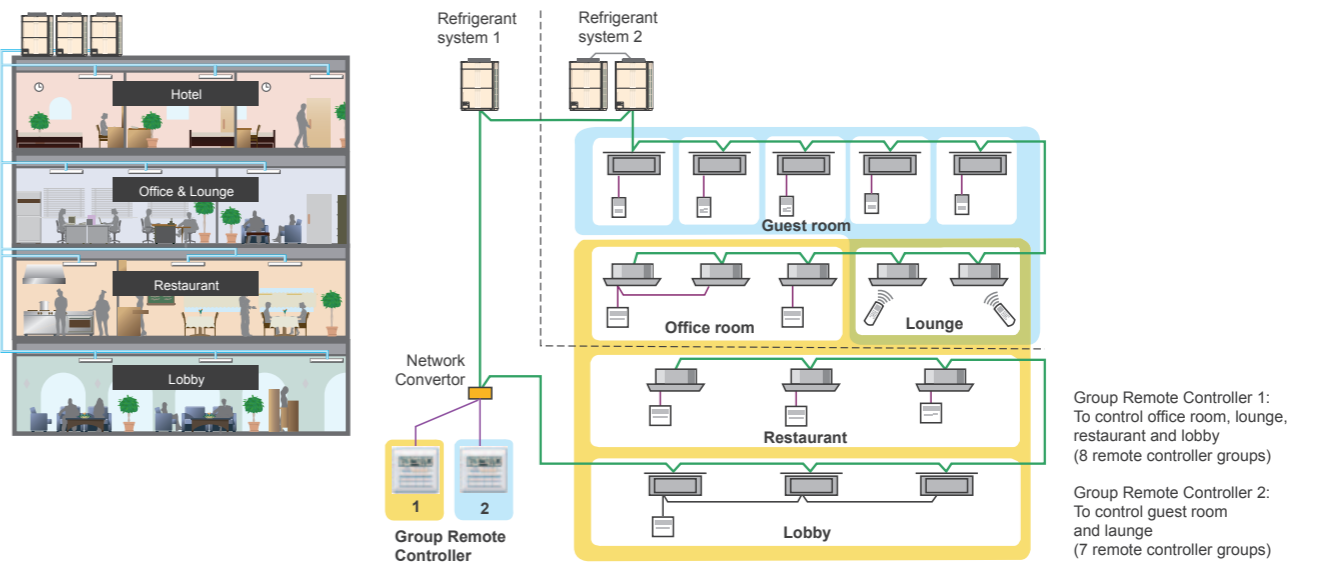 Hotel
Office & Lounge
Restaurant
Lobby
Refrigerant
system 1
Refrigerant
system 2
Guest room
Office room
Lounge
Network
Convertor
Restaurant
Lobby
1
2
Group Remote
Controller
Group Remote Controller 1:
To control office room, lounge,
restaurant and lobby
(8 remote controller groups)
Group Remote Controller 2:
To control guest room
and launge
(7 remote controller groups)